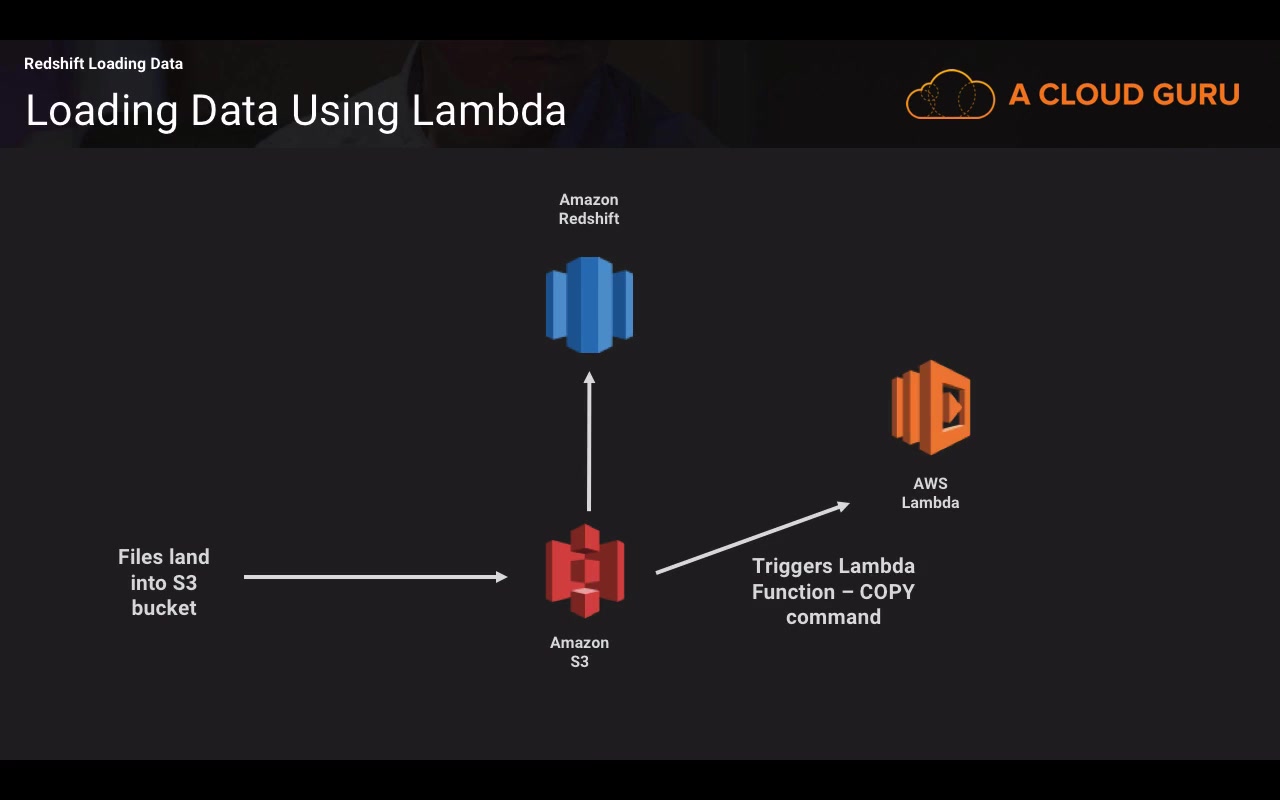 Redshift Loading Data
Loading Data Using Lambda
A CLOUD GURU
Amazon
Redshift
AWS
Lambda
Files land
into S3
bucket
Triggers Lambda
Function – COPY
command
Amazon
S3